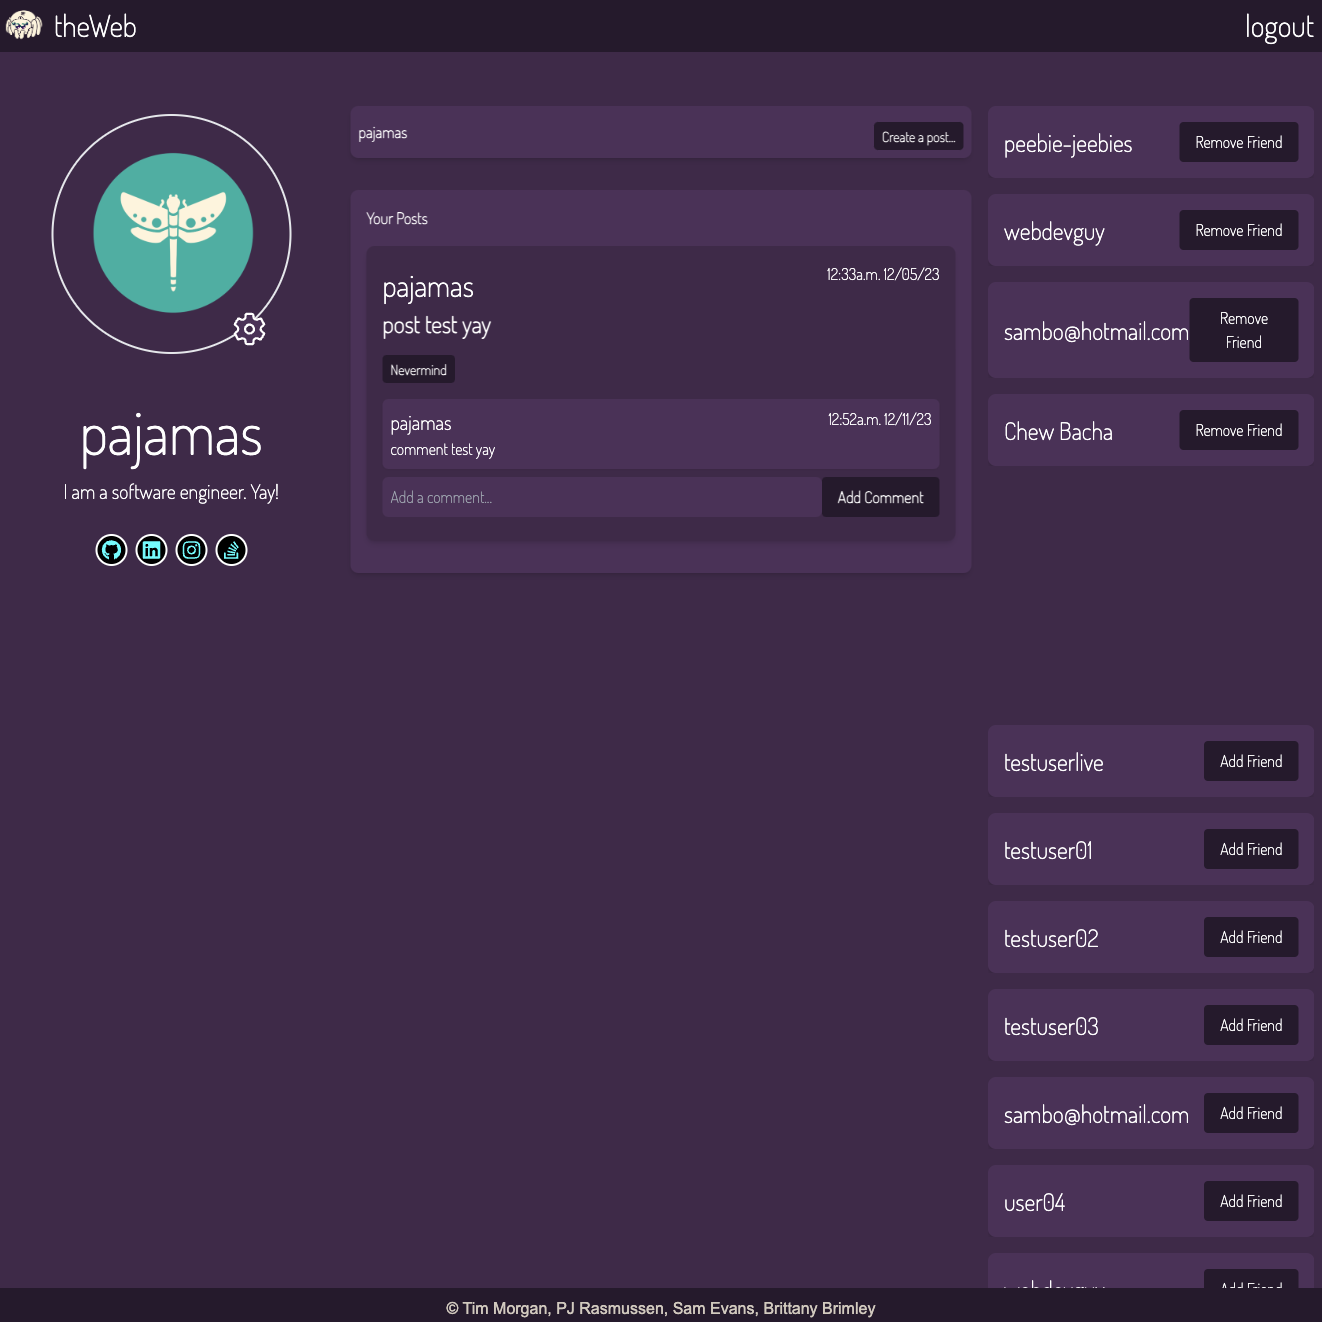 theWeb
logout
pajamas
I am a software engineer. Yay!
pajamas
Create a post...
Your Posts
pajamas
12:33a.m. 12/05/23
post test yay
Nevermind
pajamas
12:52a.m. 12/11/23
comment test yay
Add a comment...
Add Comment
peebie-jeebies
Remove Friend
webdevguy
Remove Friend
sambo@hotmail.com
Remove
Friend
Chew Bacha
Remove Friend
testuserlive
Add Friend
testuser01
Add Friend
testuser02
Add Friend
testuser03
Add Friend
sambo@hotmail.com
Add Friend
user04
Add Friend
webdevguy
Add Friend
© Tim Morgan, PJ Rasmussen, Sam Evans, Brittany Brimley